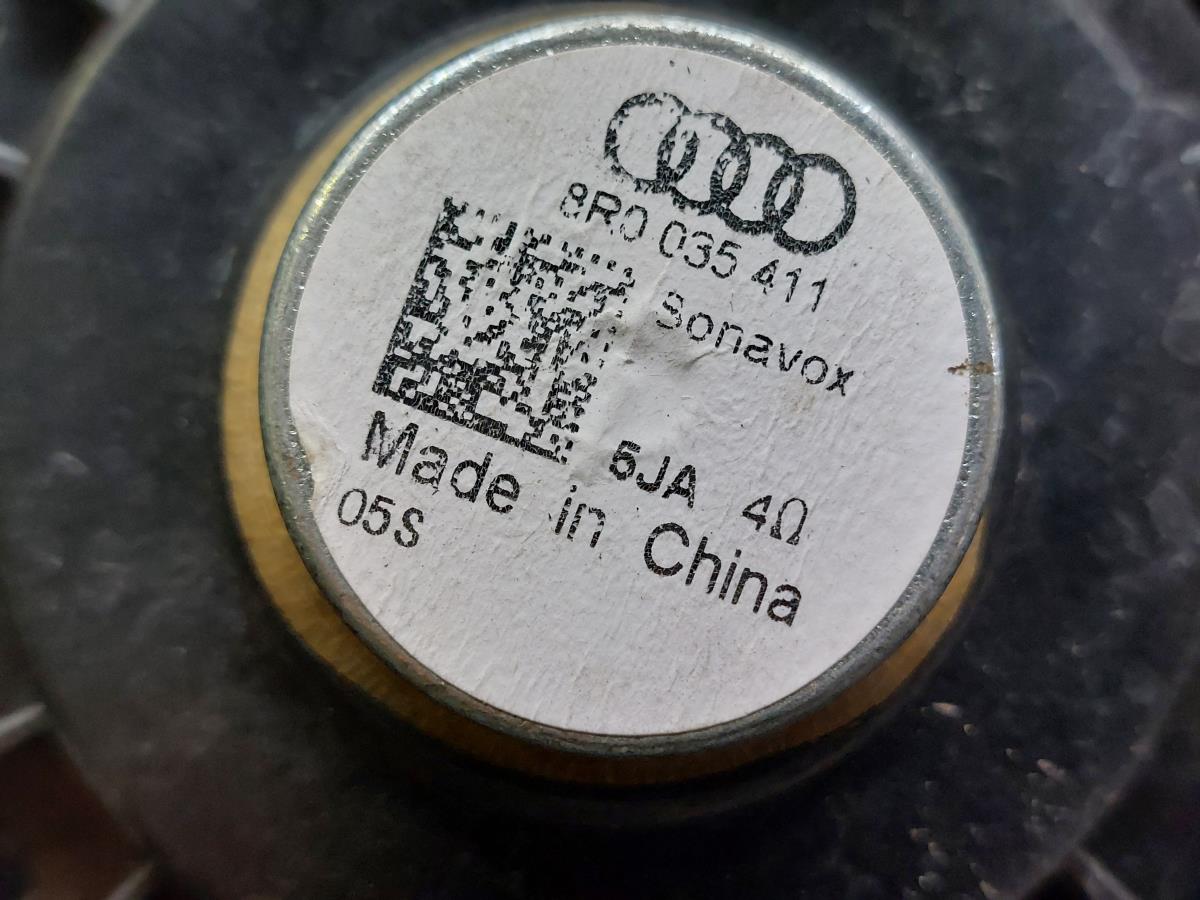 8R0 035 411
Sonavox
5JA 4Ω
Made in China
05S